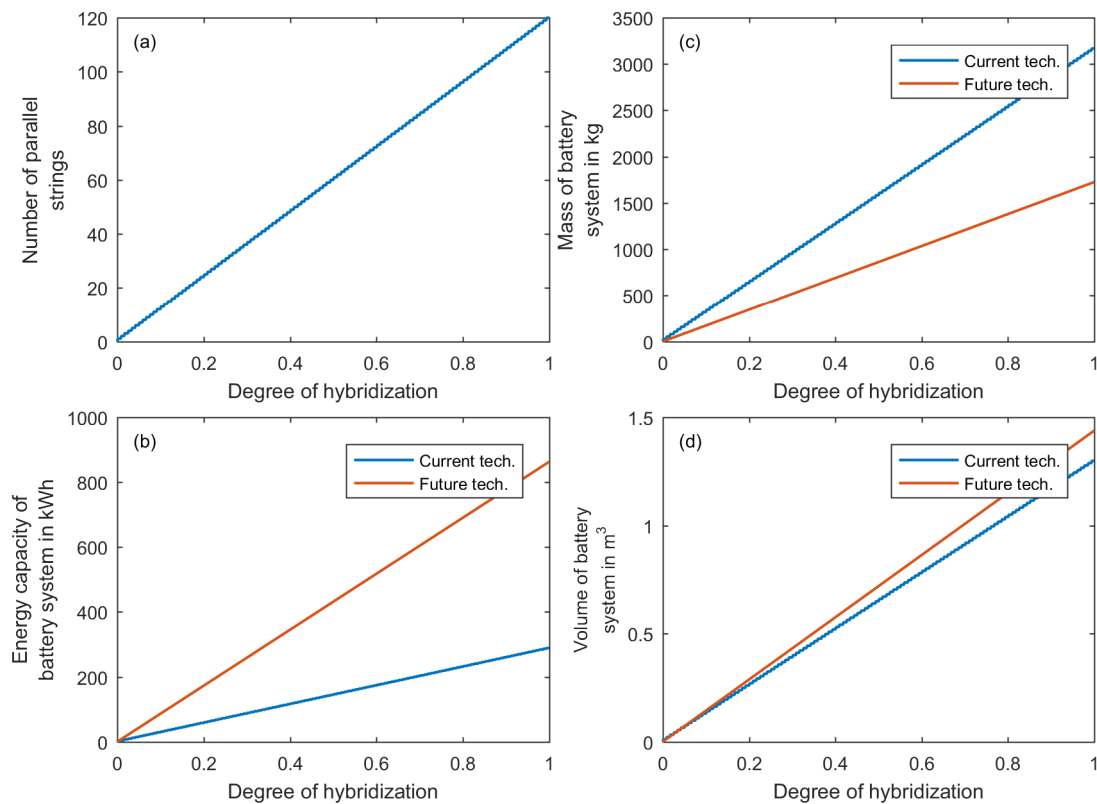 (a)
120
100
80
60
40
20
0
Number of parallel
strings
0
0.2
0.4
0.6
0.8
1
Degree of hybridization
(c)
3500
3000
2500
2000
1500
1000
500
0
Mass of battery
system in kg
Current tech.
Future tech.
0
0.2
0.4
0.6
0.8
1
Degree of hybridization
(b)
1000
800
600
400
200
0
Energy capacity of
battery system in kWh
Current tech.
Future tech.
0
0.2
0.4
0.6
0.8
1
Degree of hybridization
(d)
1.5
1
0.5
0
Volume of battery
system in m³
Current tech.
Future tech.
0
0.2
0.4
0.6
0.8
1
Degree of hybridization